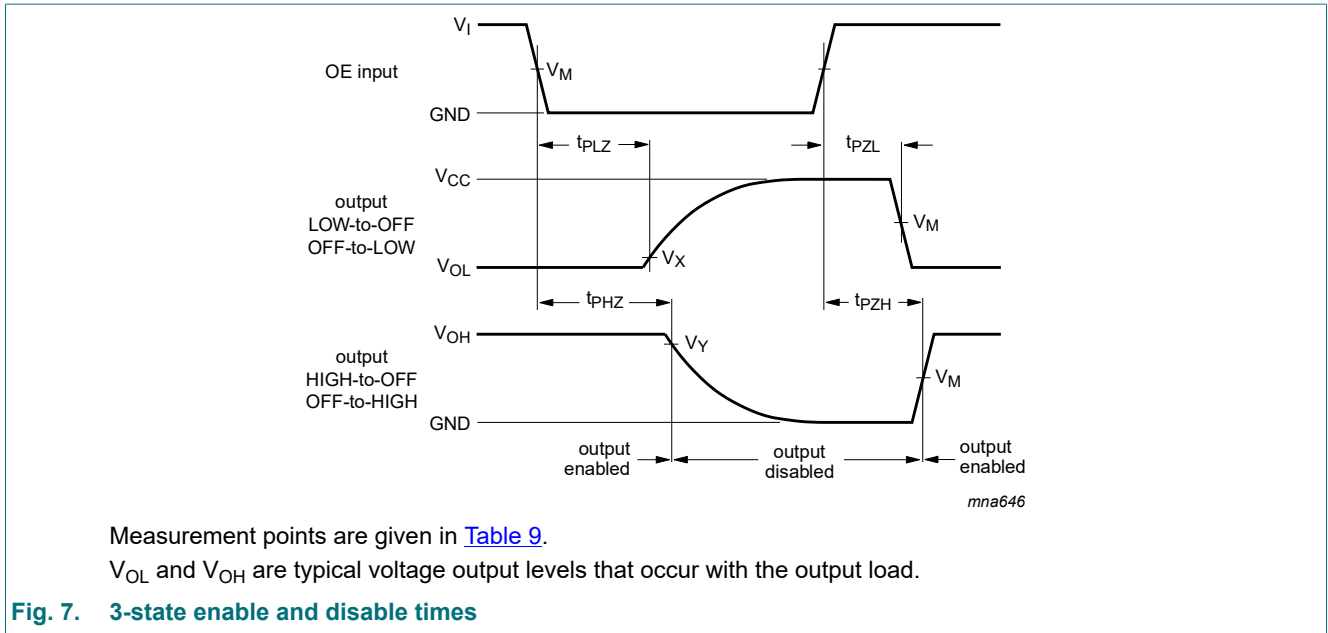 V_I
OE input
V_M
GND
t_PLZ
t_PZL
V_CC
output
LOW-to-OFF
OFF-to-LOW
V_M
V_X
V_OL
t_PHZ
t_PZH
V_OH
V_Y
output
HIGH-to-OFF
OFF-to-HIGH
V_M
GND
output
enabled
output
disabled
output
enabled
mna646
Measurement points are given in Table 9.
V_OL and V_OH are typical voltage output levels that occur with the output load.
Fig. 7. 3-state enable and disable times